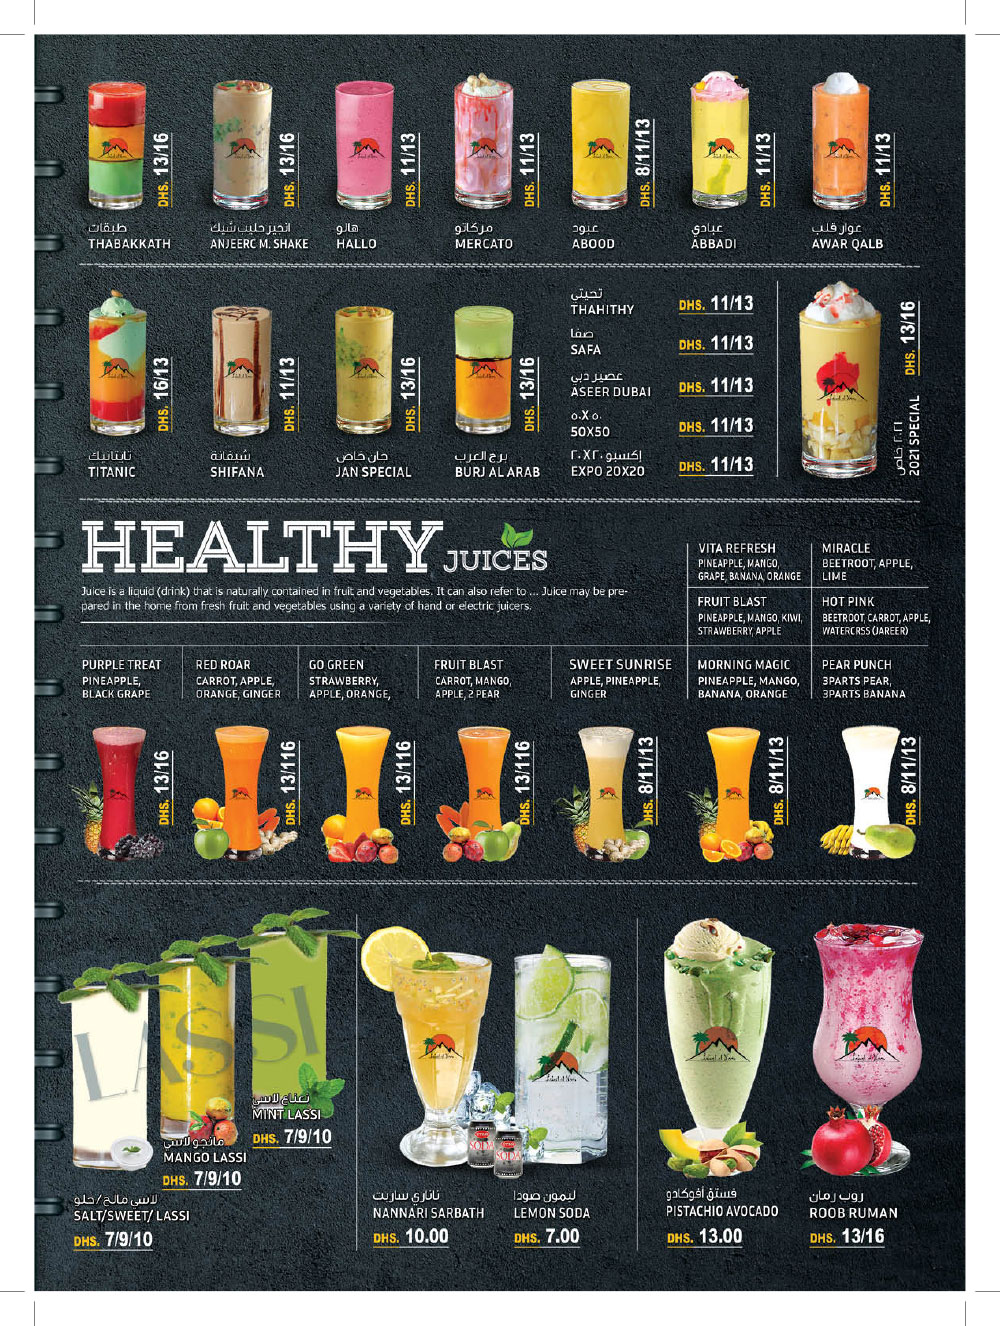 DHS. 13/16
DHS. 13/16
DHS. 11/13
DHS. 11/13
DHS. 8/11/13
DHS. 11/13
DHS. 11/13
طبقات
THABAKKATH
انجير حليب شيك
ANJEERC M. SHAKE
هالو
HALLO
مركاتو
MERCATO
عبود
ABOOD
عبادي
ABBADI
عوار قلب
AWAR QALB
DHS. 16/13
DHS. 11/13
DHS. 13/16
DHS. 13/16
تايتانيك
TITANIC
شيفانة
SHIFANA
جان خاص
JAN SPECIAL
برج العرب
BURJ AL ARAB
تحيتي
THAHITHY
DHS. 11/13
صفا
SAFA
DHS. 11/13
عصير دبي
ASEER DUBAI
DHS. 11/13
٥٠X٥٠
50X50
DHS. 11/13
إكسبو ٢٠X٢٠
EXPO 20X20
DHS. 11/13
DHS. 13/16
٢٠٢١ خاص
2021 SPECIAL
HEALTHY JUICES
Juice is a liquid (drink) that is naturally contained in fruit and vegetables. It can also refer to ... Juice may be pre-
pared in the home from fresh fruit and vegetables using a variety of hand or electric juicers.
VITA REFRESH
PINEAPPLE, MANGO,
GRAPE, BANANA, ORANGE
MIRACLE
BEETROOT, APPLE,
LIME
FRUIT BLAST
PINEAPPLE, MANGO, KIWI,
STRAWBERRY, APPLE
HOT PINK
BEETROOT, CARROT, APPLE,
WATERCRSS (JAREER)
PURPLE TREAT
PINEAPPLE,
BLACK GRAPE
RED ROAR
CARROT, APPLE,
ORANGE, GINGER
GO GREEN
STRAWBERRY,
APPLE, ORANGE,
FRUIT BLAST
CARROT, MANGO,
APPLE, 2 PEAR
SWEET SUNRISE
APPLE, PINEAPPLE,
GINGER
MORNING MAGIC
PINEAPPLE, MANGO,
BANANA, ORANGE
PEAR PUNCH
3PARTS PEAR,
3PARTS BANANA
DHS. 13/16
DHS. 13/116
DHS. 13/116
DHS. 13/116
DHS. 8/11/13
DHS. 8/11/13
DHS. 8/11/13
LASSI
نعناع لاسي
MINT LASSI
DHS. 7/9/10
مانجو لاسي
MANGO LASSI
DHS. 7/9/10
لاسي مالح / حلو
SALT/SWEET/ LASSI
DHS. 7/9/10
SODA
SODA
ناناري ساربت
NANNARI SARBATH
DHS. 10.00
ليمون صودا
LEMON SODA
DHS. 7.00
فستق أفوكادو
PISTACHIO AVOCADO
DHS. 13.00
روب رمان
ROOB RUMAN
DHS. 13/16